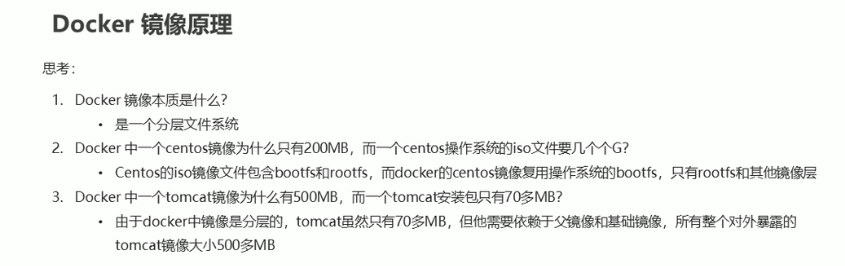 Docker 镜像原理
思考：
1. Docker 镜像本质是什么？
• 是一个分层文件系统
2. Docker 中一个centos镜像为什么只有200MB，而一个centos操作系统的iso文件要几个个G？
• Centos的iso镜像文件包含bootfs和rootfs，而docker的centos镜像复用操作系统的bootfs，只有rootfs和其他镜像层
3. Docker 中一个tomcat镜像为什么有500MB，而一个tomcat安装包只有70多MB？
• 由于docker中镜像是分层的，tomcat虽然只有70多MB，但他需要依赖于父镜像和基础镜像，所有整个对外暴露的
tomcat镜像大小500多MB